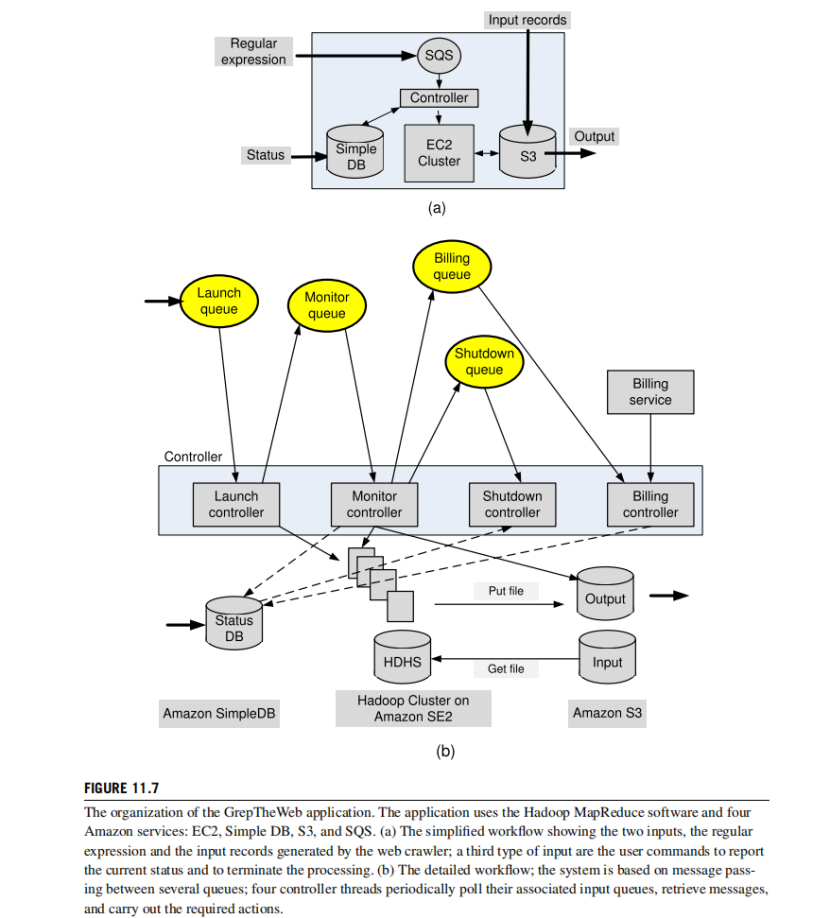 Input records
Regular
expression
SQS
Controller
Simple
DB
EC2
Cluster
S3
Output
Status
(a)
Billing
queue
Launch
queue
Monitor
queue
Shutdown
queue
Billing
service
Controller
Launch
controller
Monitor
controller
Shutdown
controller
Billing
controller
Put file
Output
Status
DB
HDHS
Get file
Input
Amazon SimpleDB
Hadoop Cluster on
Amazon SE2
Amazon S3
(b)
FIGURE 11.7
The organization of the GrepTheWeb application. The application uses the Hadoop MapReduce software and four
Amazon services: EC2, Simple DB, S3, and SQS. (a) The simplified workflow showing the two inputs, the regular
expression and the input records generated by the web crawler; a third type of input are the user commands to report
the current status and to terminate the processing. (b) The detailed workflow; the system is based on message pass-
ing between several queues; four controller threads periodically poll their associated input queues, retrieve messages,
and carry out the required actions.